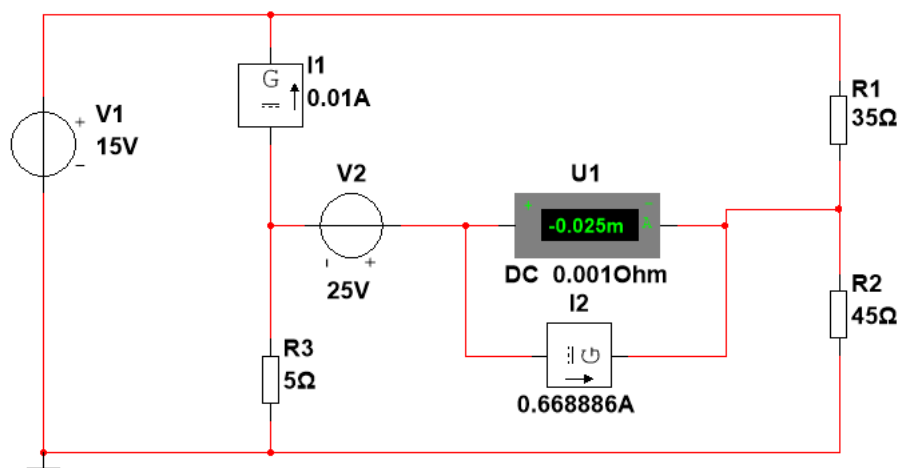 I1
G
0.01A
R1
35Ω
V1
+
15V
-
V2
U1
+
-
-0.025m
A
-
+
25V
DC 0.001Ohm
I2
G
0.668886A
R2
45Ω
R3
5Ω